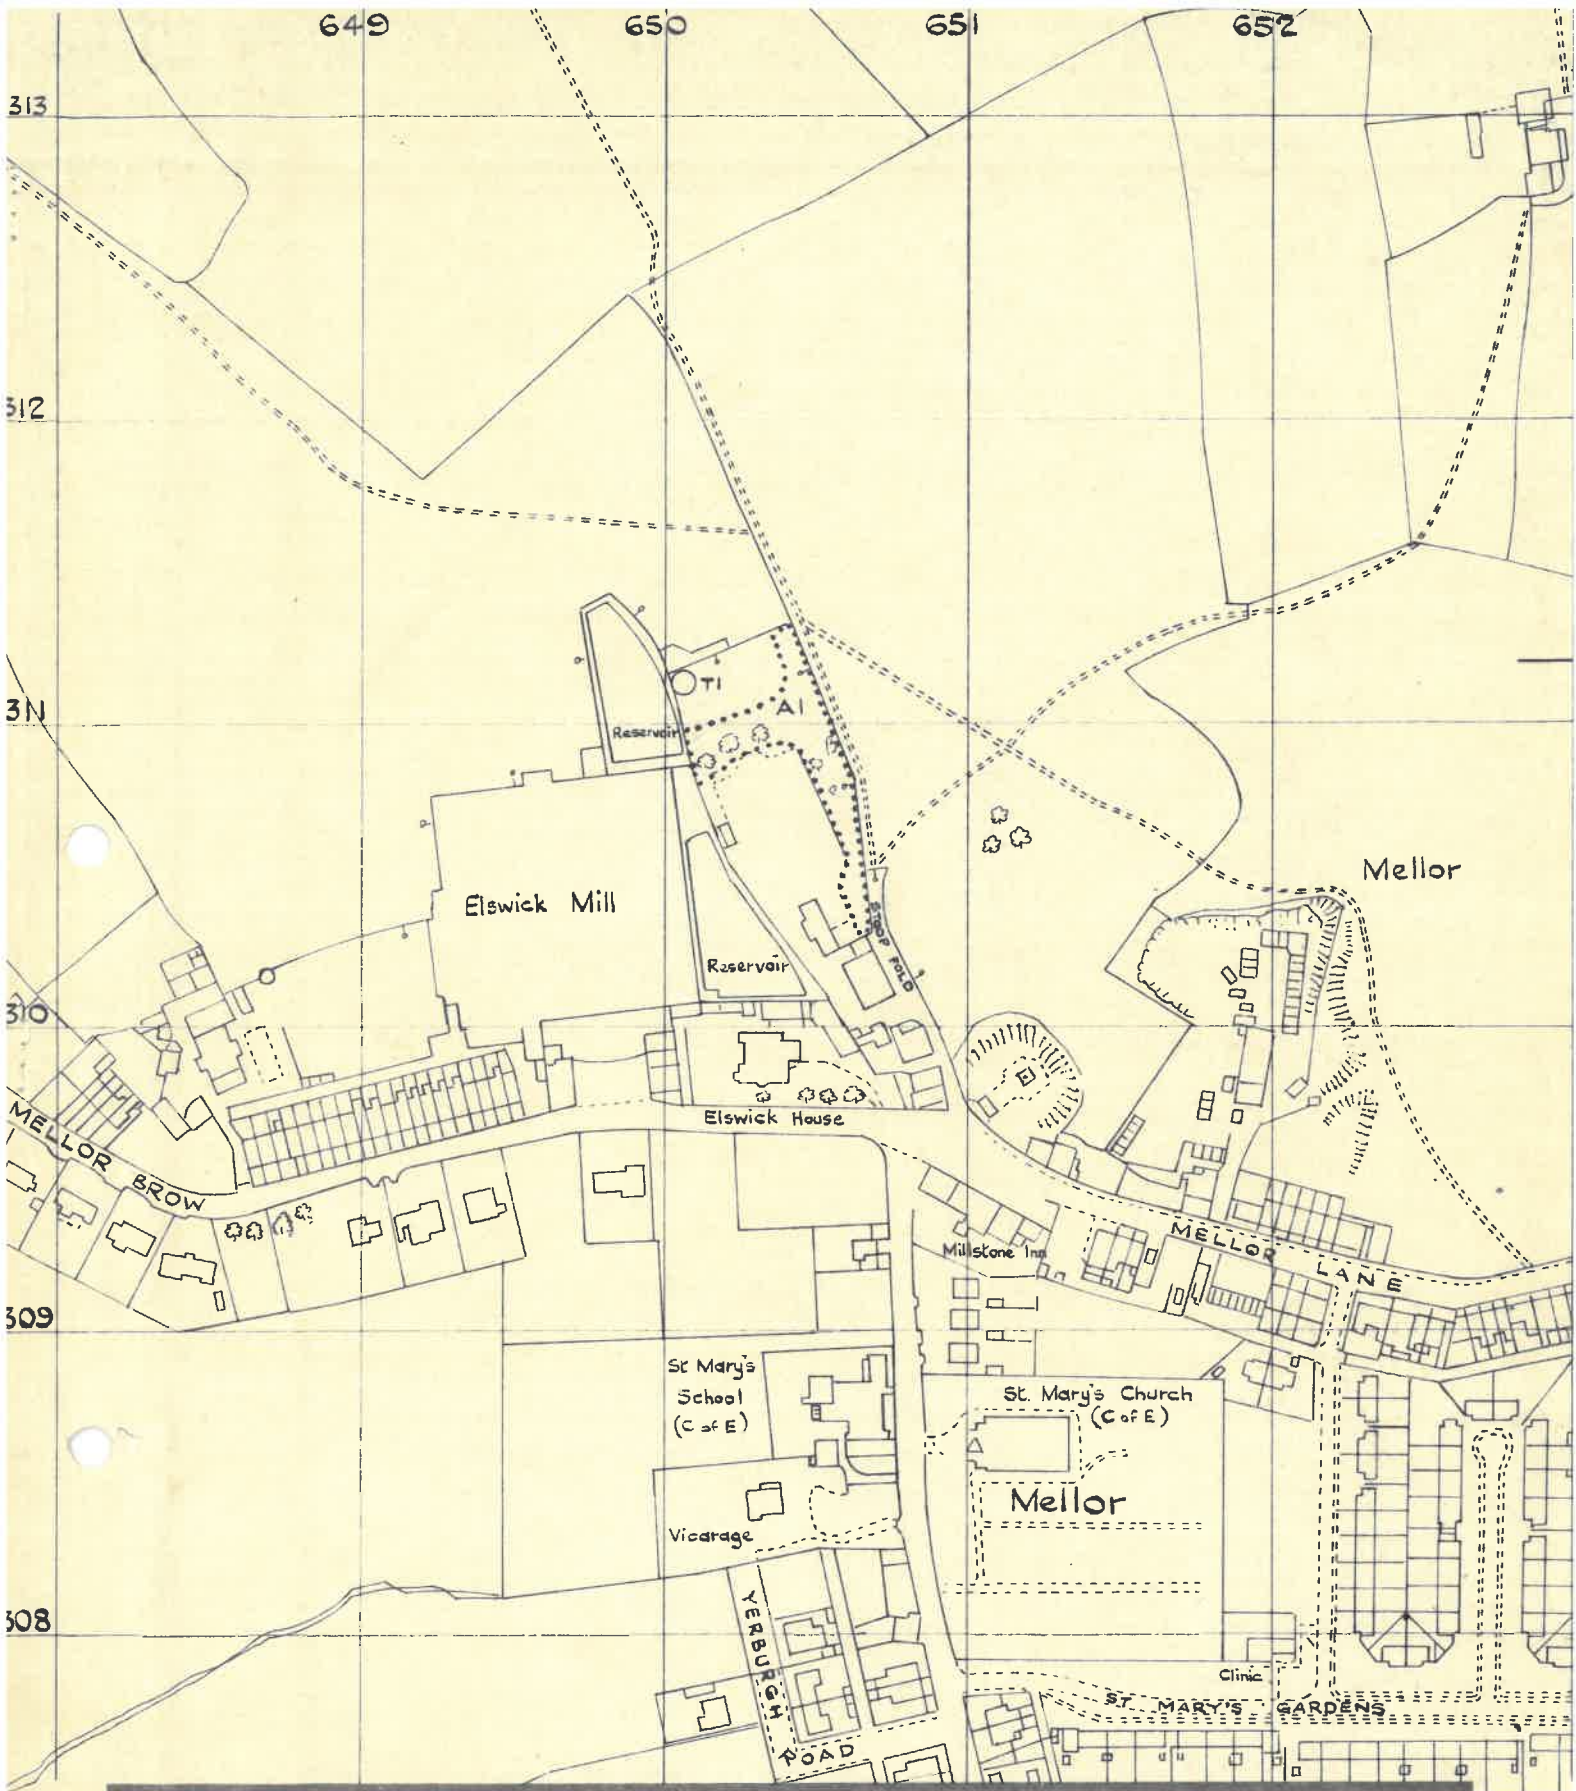 649 650 651 652
313
312
3N
T1
A1
Reservoir
Mellor
Elswick Mill
STOOP FOLD
Reservoir
310
Elswick House
MELLOR BROW
Millstone Inn
MELLOR LANE
309
St Mary's
School
(C of E)
St. Mary's Church
(C of E)
Mellor
Vicarage
308
YERBURGH ROAD
Clinic
ST MARY'S GARDENS